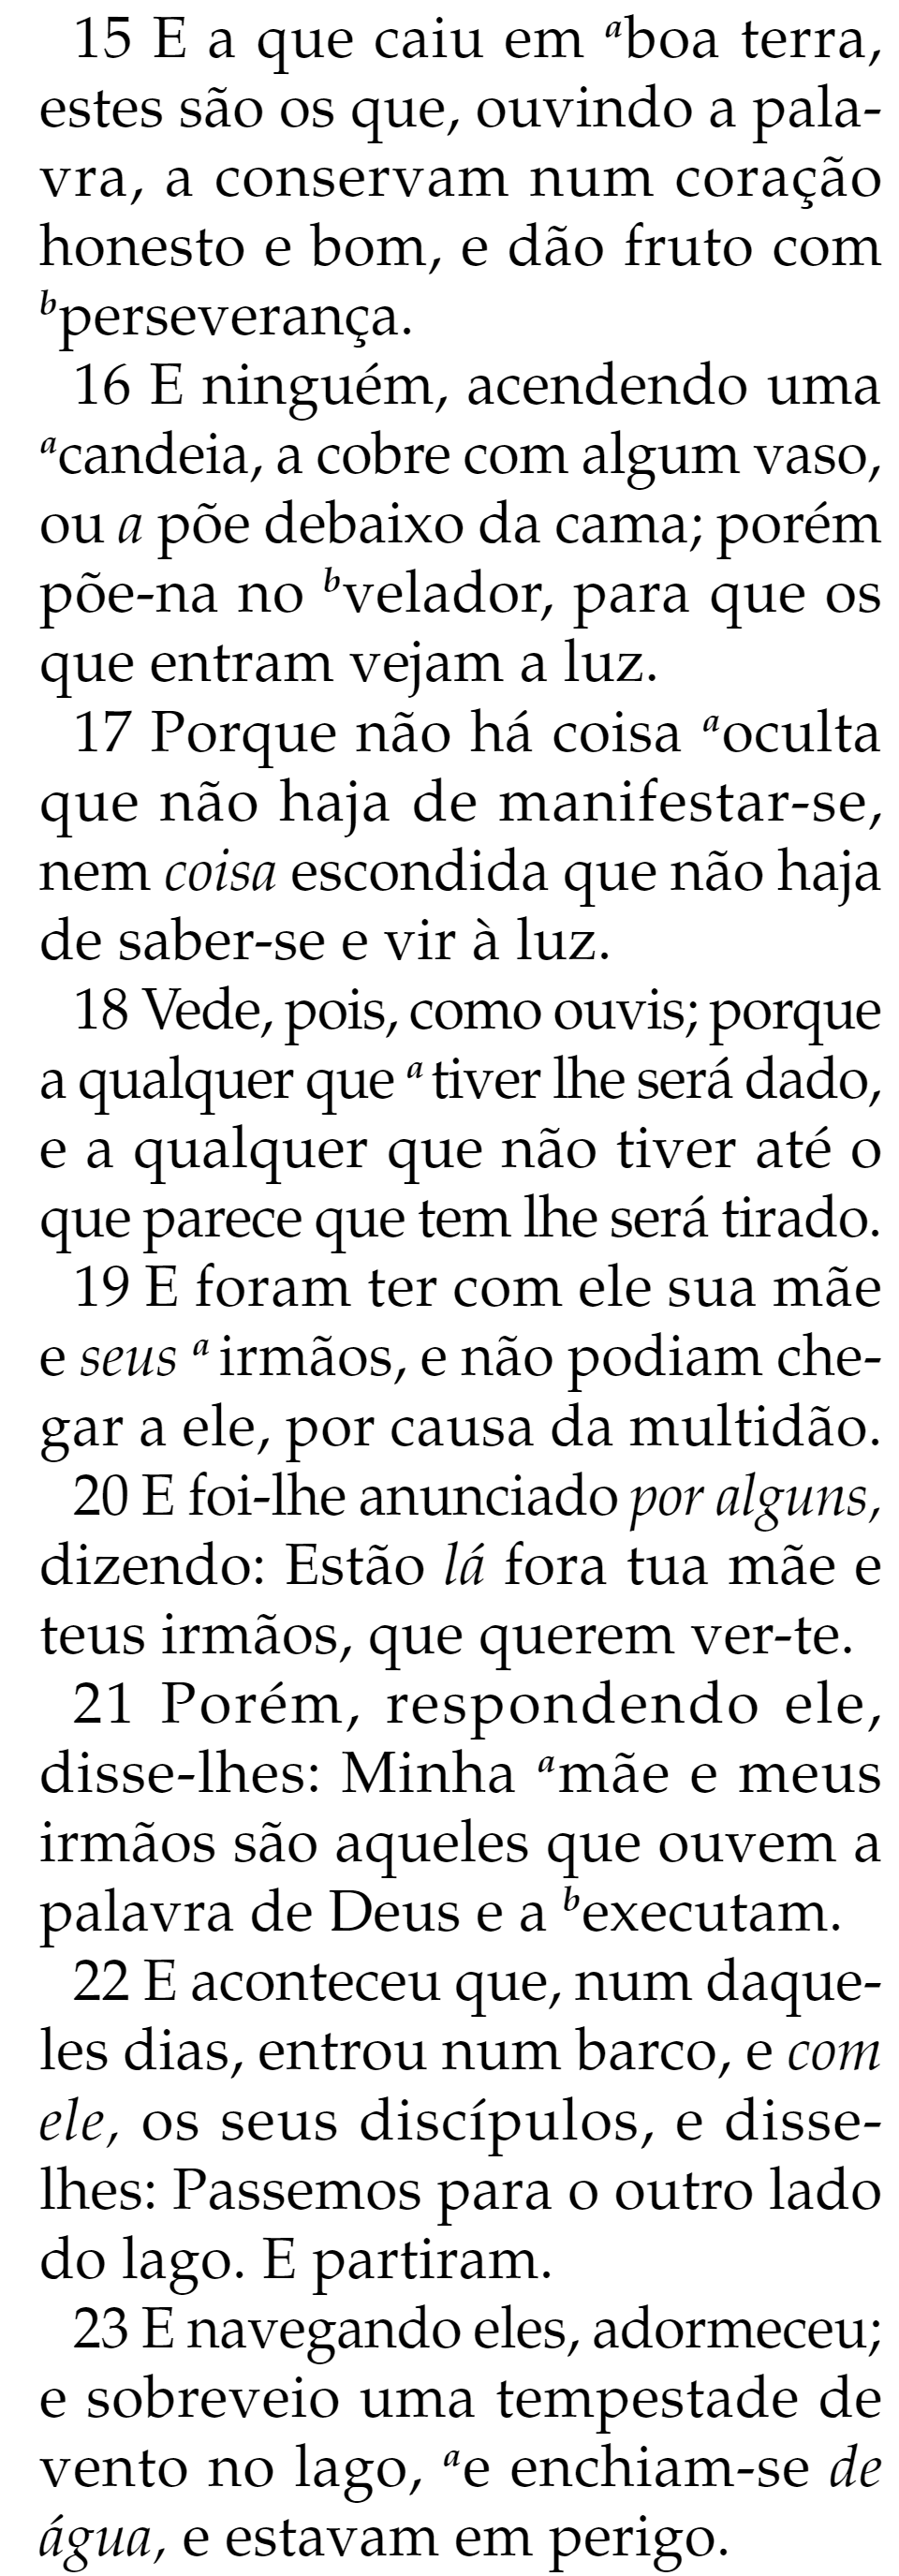 15 E a que caiu em ᵃboa terra,
estes são os que, ouvindo a pala-
vra, a conservam num coração
honesto e bom, e dão fruto com
ᵇperseverança.
16 E ninguém, acendendo uma
ᵃcandeia, a cobre com algum vaso,
ou a põe debaixo da cama; porém
põe-na no ᵇvelador, para que os
que entram vejam a luz.
17 Porque não há coisa ᵃoculta
que não haja de manifestar-se,
nem coisa escondida que não haja
de saber-se e vir à luz.
18 Vede, pois, como ouvis; porque
a qualquer que ᵃ tiver lhe será dado,
e a qualquer que não tiver até o
que parece que tem lhe será tirado.
19 E foram ter com ele sua mãe
e seus ᵃ irmãos, e não podiam che-
gar a ele, por causa da multidão.
20 E foi-lhe anunciado por alguns,
dizendo: Estão lá fora tua mãe e
teus irmãos, que querem ver-te.
21 Porém, respondendo ele,
disse-lhes: Minha ᵃmãe e meus
irmãos são aqueles que ouvem a
palavra de Deus e a ᵇexecutam.
22 E aconteceu que, num daque-
les dias, entrou num barco, e com
ele, os seus discípulos, e disse-
lhes: Passemos para o outro lado
do lago. E partiram.
23 E navegando eles, adormeceu;
e sobreveio uma tempestade de
vento no lago, ᵃe enchiam-se de
água, e estavam em perigo.